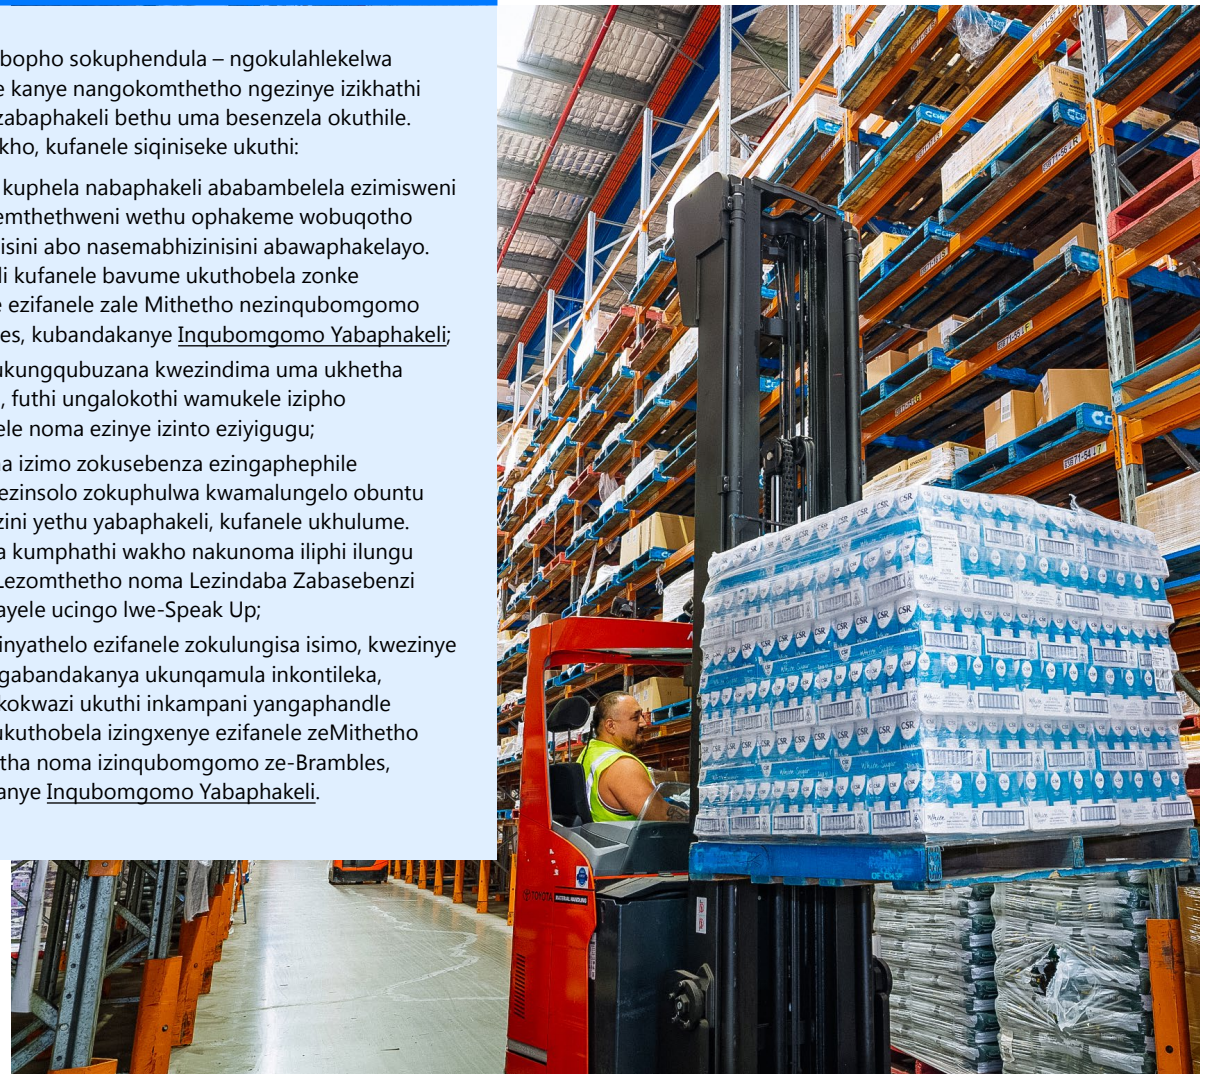 bopho sokuphendula – ngokulahlekelwa
e kanye nangokomthetho ngezinye izikhathi
zabaphakeli bethu uma besenzela okuthile.
kho, kufanele siqiniseke ukuthi:
kuphela nabaphakeli ababambelela ezimisweni
emthethweni wethu ophakeme wobuqotho
isini abo nasemabhizinisini abawaphakelayo.
li kufanele bavume ukuthobela zonke
e ezifanele zale Mithetho nezinqubomgomo
es, kubandakanye Inqubomgomo Yabaphakeli;
ukungqubuzana kwezindima uma ukhetha
, futhi ungalokothi wamukele izipho
ele noma ezinye izinto eziyigugu;
a izimo zokusebenza ezingaphephile
ezinsolo zokuphulwa kwamalungelo obuntu
zini yethu yabaphakeli, kufanele ukhulume.
a kumphathi wakho nakunoma iliphi ilungu
Lezomthetho noma Lezindaba Zabasebenzi
ayele ucingo lwe-Speak Up;
inyathelo ezifanele zokulungisa isimo, kwezinye
gabandakanya ukunqamula inkontileka,
kokwazi ukuthi inkampani yangaphandle
ukuthobela izingxenye ezifanele zeMithetho
tha noma izinqubomgomo ze-Brambles,
anye Inqubomgomo Yabaphakeli.
CSR
TOYOTA
MATERIAL HANDLING